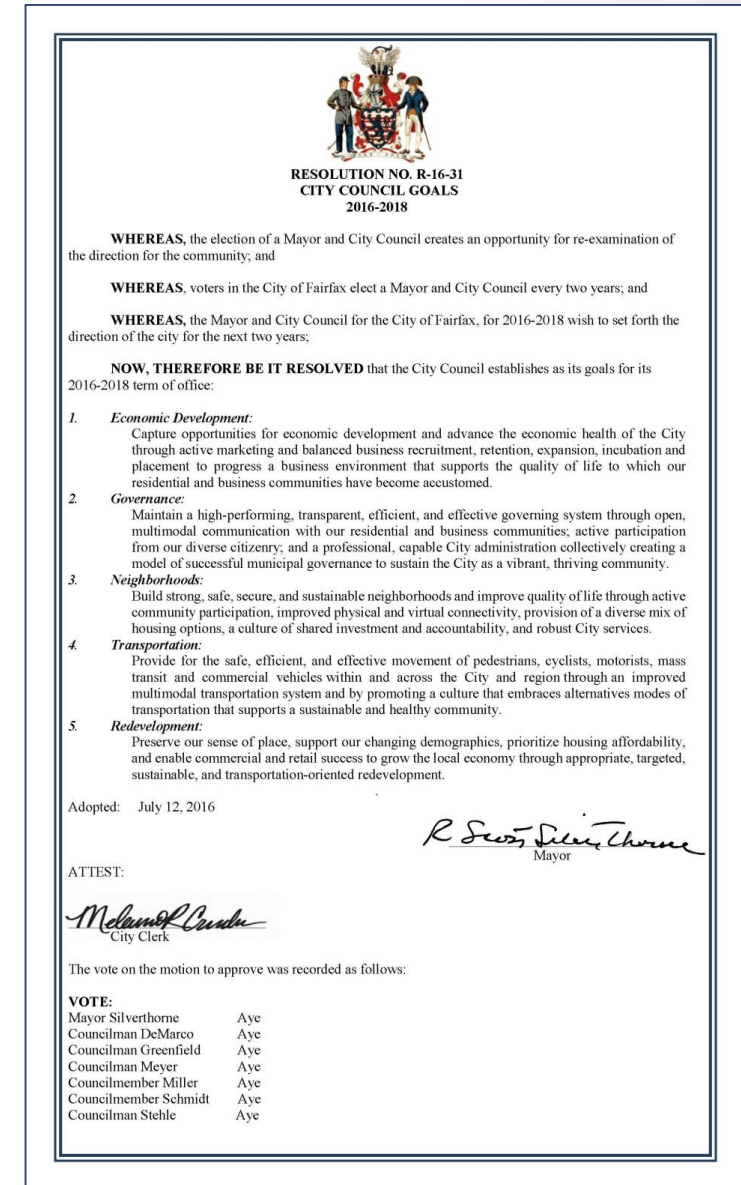 RESOLUTION NO. R-16-31
CITY COUNCIL GOALS
2016-2018
WHEREAS, the election of a Mayor and City Council creates an opportunity for re-examination of
the direction for the community; and
WHEREAS, voters in the City of Fairfax elect a Mayor and City Council every two years; and
WHEREAS, the Mayor and City Council for the City of Fairfax, for 2016-2018 wish to set forth the
direction of the city for the next two years;
NOW, THEREFORE BE IT RESOLVED that the City Council establishes as its goals for its
2016-2018 term of office:
1. Economic Development:
Capture opportunities for economic development and advance the economic health of the City
through active marketing and balanced business recruitment, retention, expansion, incubation and
placement to progress a business environment that supports the quality of life to which our
residential and business communities have become accustomed.
2. Governance:
Maintain a high-performing, transparent, efficient, and effective governing system through open,
multimodal communication with our residential and business communities; active participation
from our diverse citizenry; and a professional, capable City administration collectively creating a
model of successful municipal governance to sustain the City as a vibrant, thriving community.
3. Neighborhoods:
Build strong, safe, secure, and sustainable neighborhoods and improve quality of life through active
community participation, improved physical and virtual connectivity, provision of a diverse mix of
housing options, a culture of shared investment and accountability, and robust City services.
4. Transportation:
Provide for the safe, efficient, and effective movement of pedestrians, cyclists, motorists, mass
transit and commercial vehicles within and across the City and region through an improved
multimodal transportation system and by promoting a culture that embraces alternatives modes of
transportation that supports a sustainable and healthy community.
5. Redevelopment:
Preserve our sense of place, support our changing demographics, prioritize housing affordability,
and enable commercial and retail success to grow the local economy through appropriate, targeted,
sustainable, and transportation-oriented redevelopment.
Adopted: July 12, 2016
Mayor
ATTEST:
City Clerk
The vote on the motion to approve was recorded as follows:
VOTE:
Mayor Silverthorne Aye
Councilman DeMarco Aye
Councilman Greenfield Aye
Councilman Meyer Aye
Councilmember Miller Aye
Councilmember Schmidt Aye
Councilman Stehle Aye